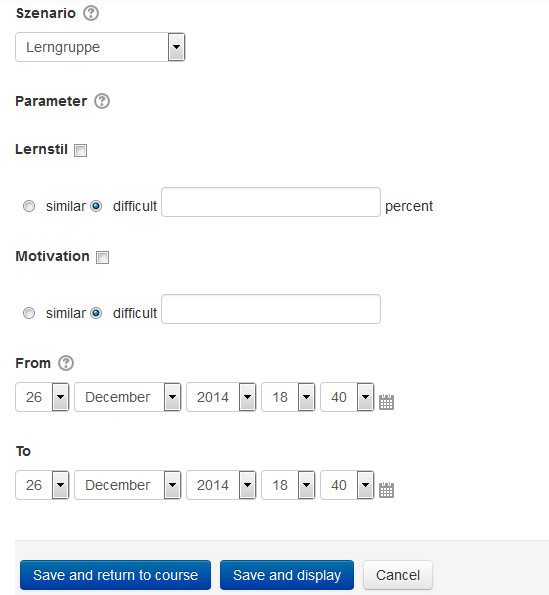 Szenario
Lerngruppe
Parameter
Lernstil
similar difficult percent
Motivation
similar difficult
From
26 December 2014 18 40
To
26 December 2014 18 40
Save and return to course Save and display Cancel